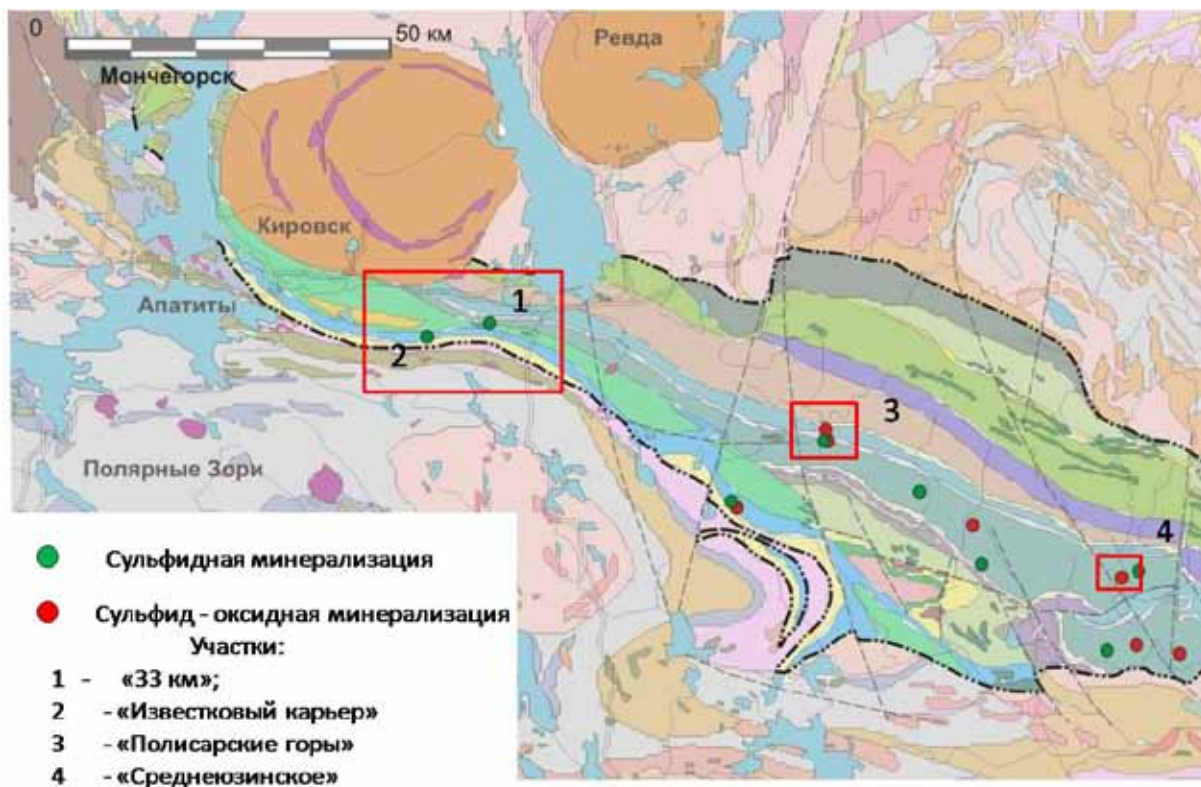 0
50 км
Ревда
Мончегорск
Кировск
Апатиты
1
2
3
Полярные Зори
4
Сульфидная минерализация
Сульфид - оксидная минерализация
Участки:
1 - «33 км»;
2 - «Известковый карьер»
3 - «Полисарские горы»
4 - «Среднеюзинское»